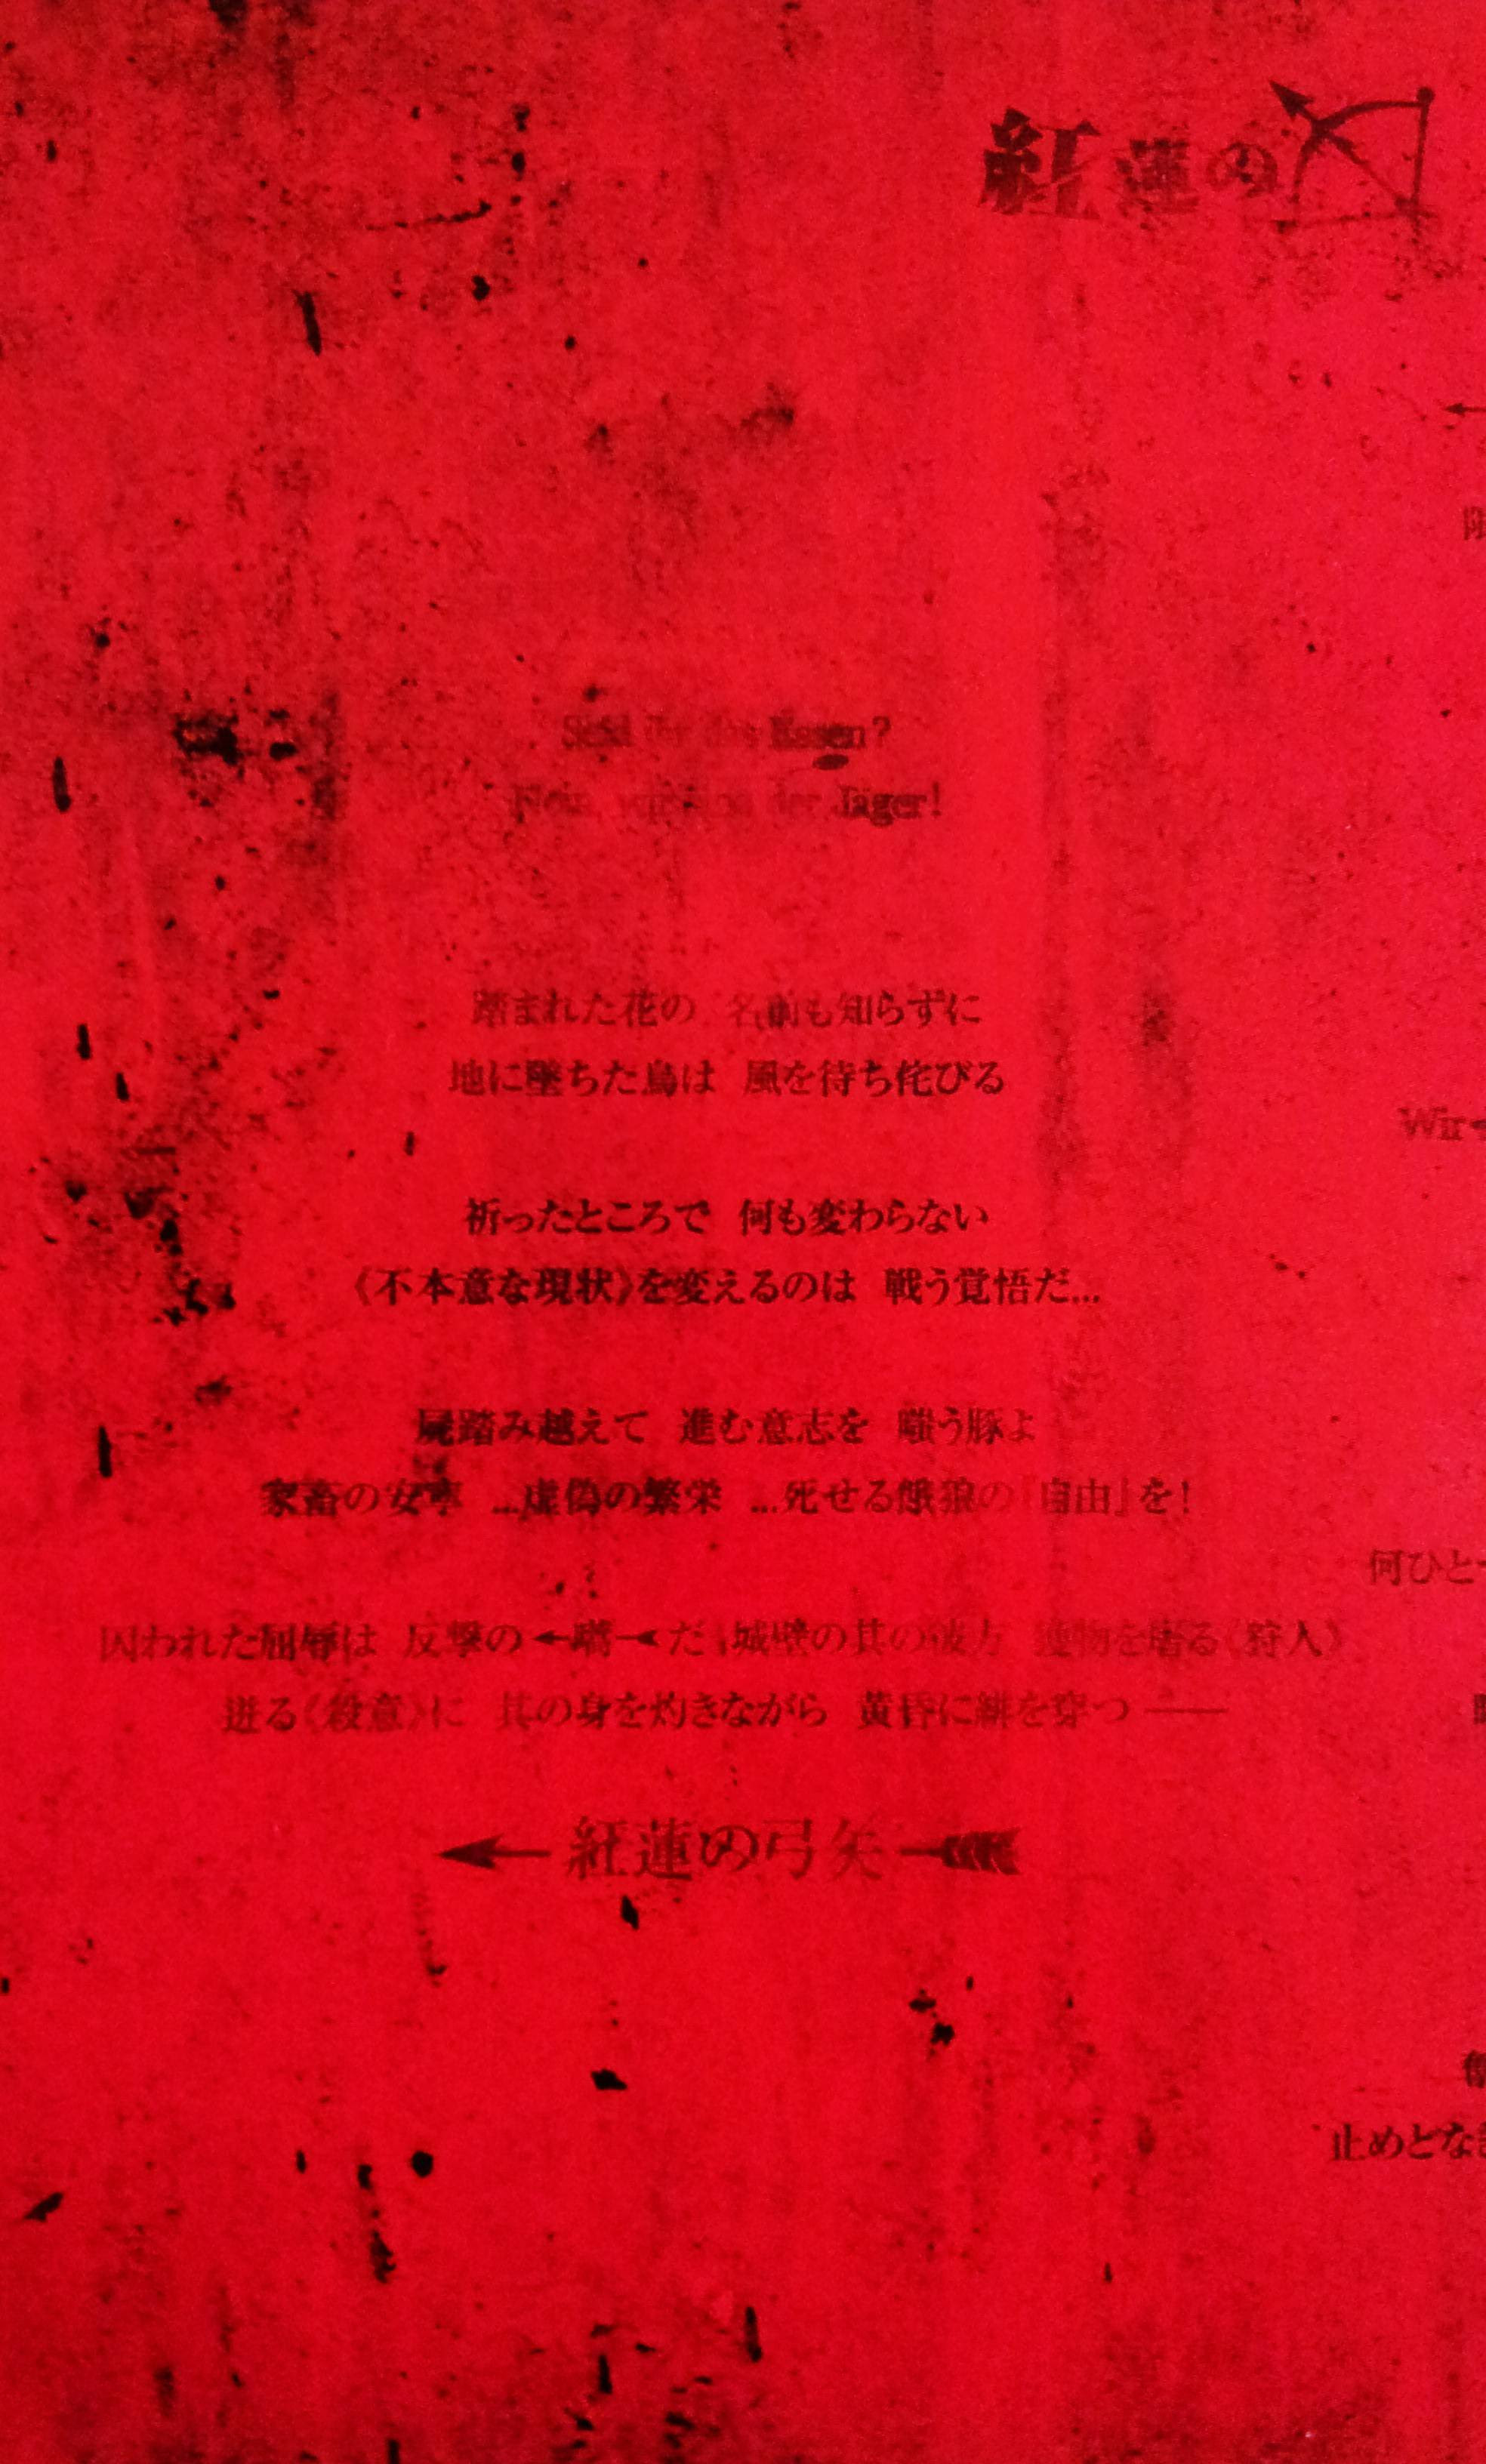 紅蓮の
Seid ihr das Essen?
Nein, wir sind der Jäger!
踏まれた花の 名前も知らずに
地に墜ちた鳥は 風を待ち侘びる
祈ったところで 何も変わらない
《不本意な現状》を変えるのは 戦う覚悟だ…
屍踏み越えて 進む意志を 嗤う豚よ
家畜の安寧 …虚偽の繁栄 …死せる餓狼の『自由』を!
囚われた屈辱は 反撃の←嚆―<だ 城壁の其の彼方 獲物を屠る《狩人》
迸る《殺意》に 其の身を灼きながら 黄昏に緋を穿つ ――
紅蓮の弓矢
Wir
何ひと
止めどな